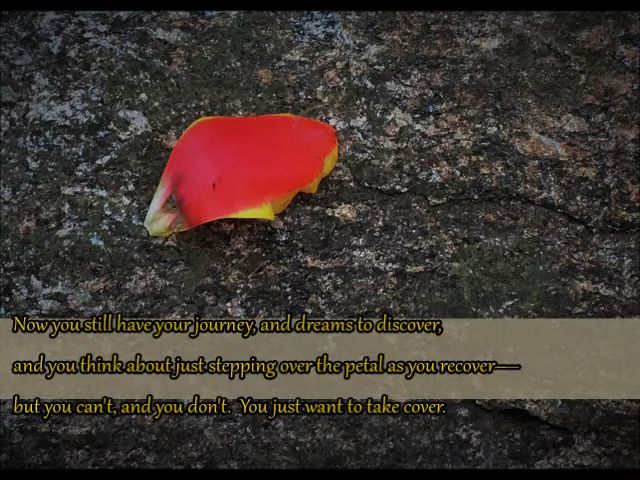 Now you still have your journey, and dreams to discover,
and you think about just stepping over the petal as you recover——
but you can't, and you don't.  You just want to take cover.